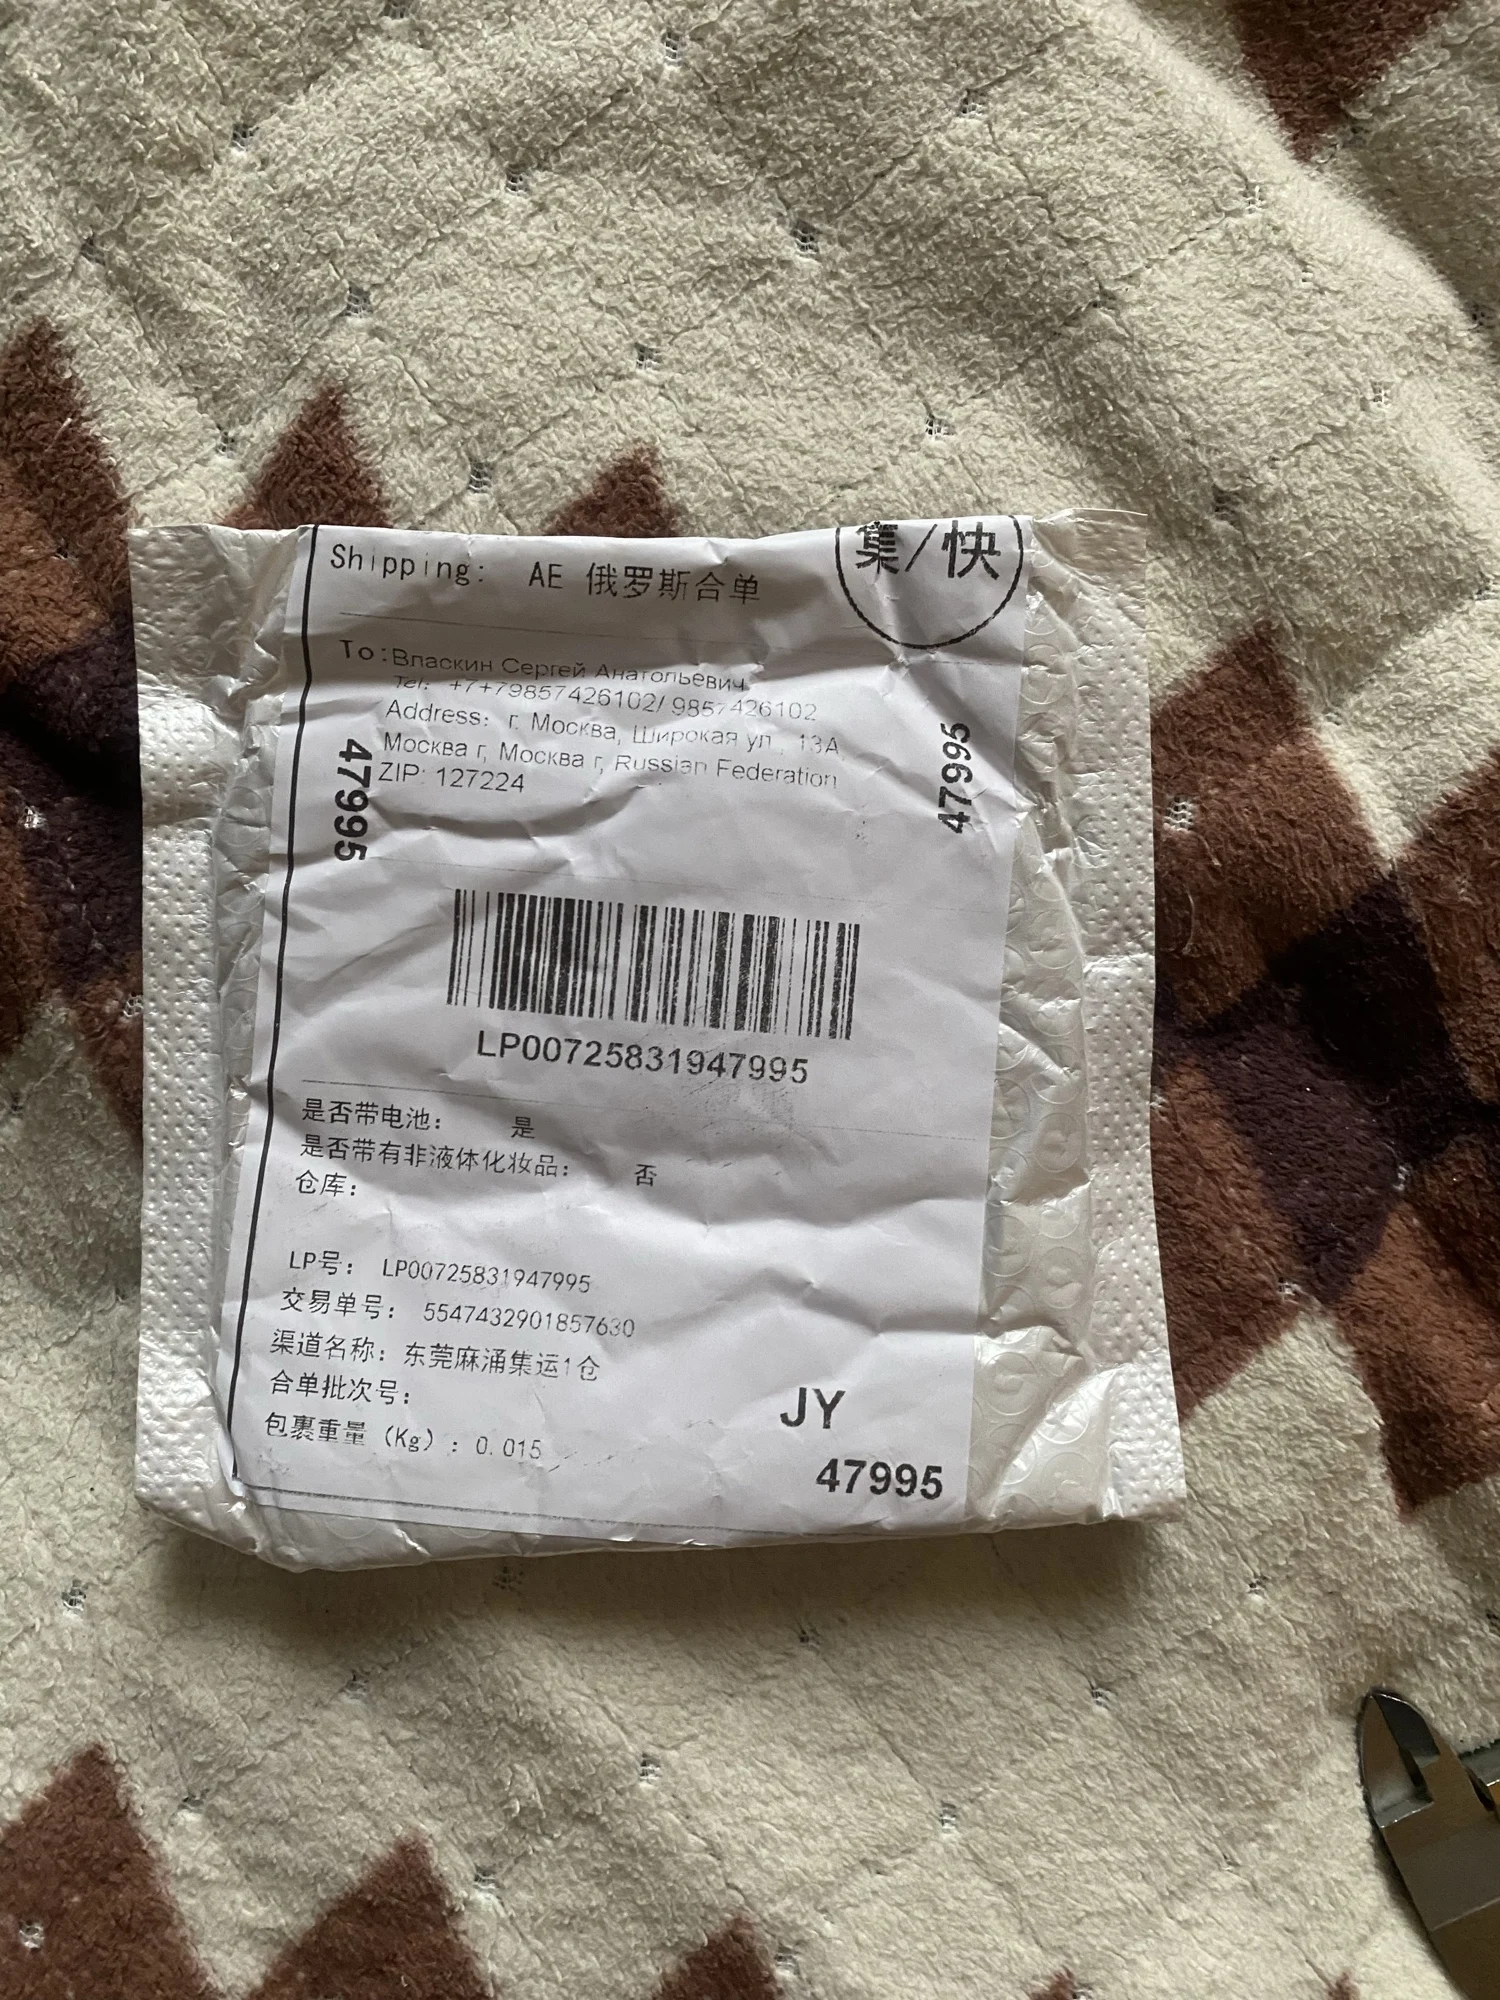 集/快
Shipping: AE 俄罗斯合单
To:Власкин Сергей Анатольевич
Tel: +7+79857426102/ 9857426102
Address: г. Москва, Широкая ул., 13А,
Москва г, Москва г, Russian Federation
ZIP: 127224
47995
47995
LP00725831947995
是否带电池： 是
是否带有非液体化妆品： 否
仓库：
LP号： LP00725831947995
交易单号： 5547432901857630
渠道名称：东莞麻涌集运1仓
合单批次号：
包裹重量 (Kg) : 0.015
JY
47995